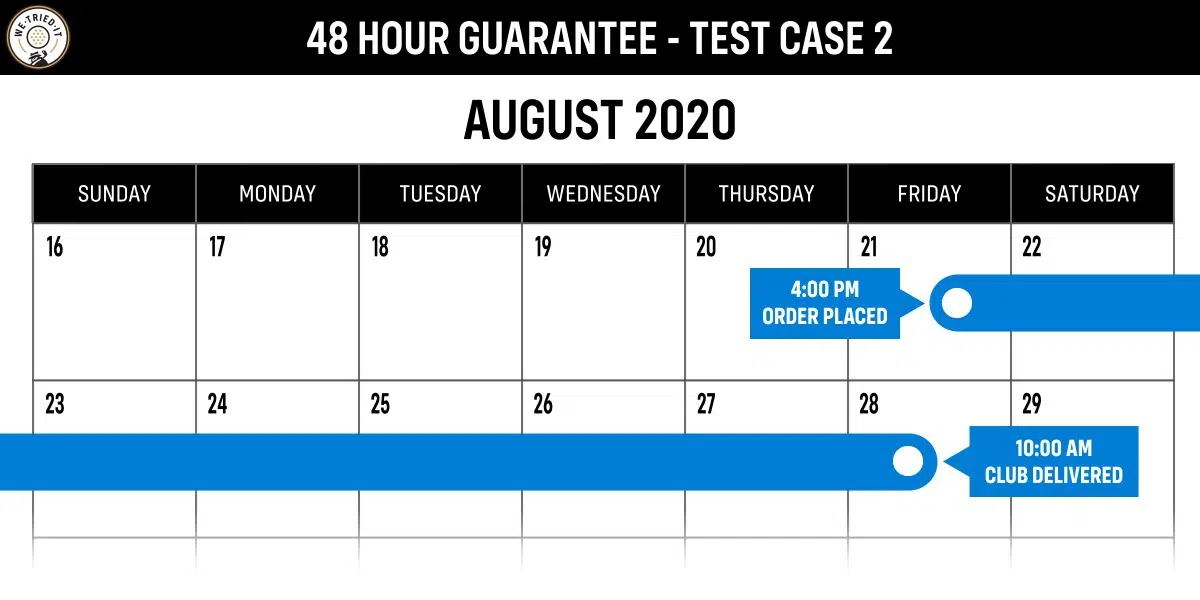 WE·TRIED·IT
48 HOUR GUARANTEE - TEST CASE 2
AUGUST 2020
SUNDAY MONDAY TUESDAY WEDNESDAY THURSDAY FRIDAY SATURDAY
16 17 18 19 20 21 22
4:00 PM
ORDER PLACED
23 24 25 26 27 28 29
10:00 AM
CLUB DELIVERED